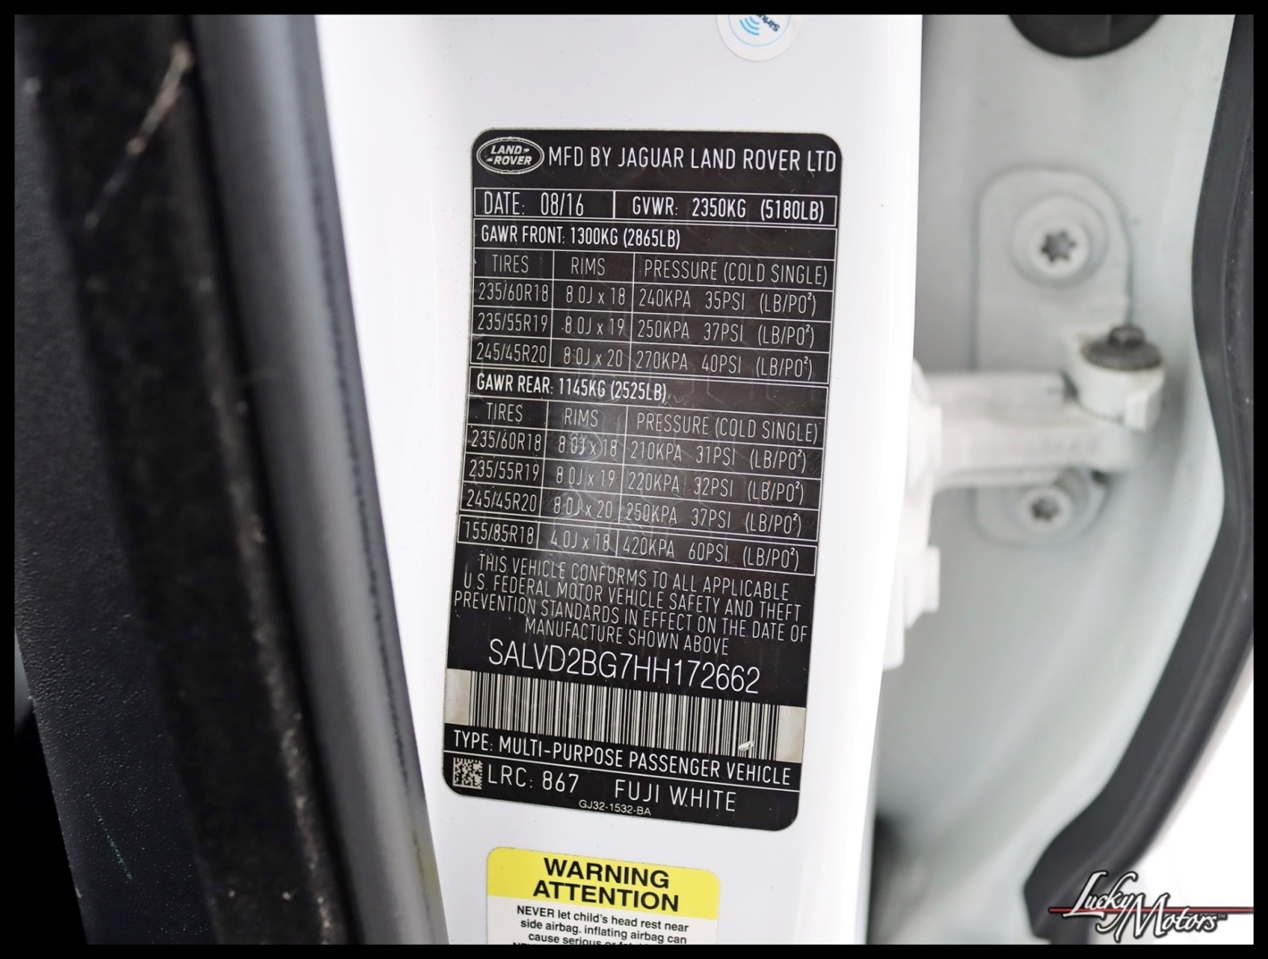 sirius
LAND-
-ROVER
MFD BY JAGUAR LAND ROVER LTD
DATE: 08/16 GVWR: 2350KG (5180LB)
GAWR FRONT: 1300KG (2865LB)
TIRES RIMS PRESSURE (COLD SINGLE)
235/60R18 8.0J x 18 240KPA 35PSI (LB/PO²)
235/55R19 8.0J x 19 250KPA 37PSI (LB/PO²)
245/45R20 8.0J x 20 270KPA 40PSI (LB/PO²)
GAWR REAR: 1145KG (2525LB)
TIRES RIMS PRESSURE (COLD SINGLE)
235/60R18 8.0J x 18 210KPA 31PSI (LB/PO²)
235/55R19 8.0J x 19 220KPA 32PSI (LB/PO²)
245/45R20 8.0J x 20 250KPA 37PSI (LB/PO²)
155/85R18 4.0J x 18 420KPA 60PSI (LB/PO²)
THIS VEHICLE CONFORMS TO ALL APPLICABLE
U.S. FEDERAL MOTOR VEHICLE SAFETY AND THEFT
PREVENTION STANDARDS IN EFFECT ON THE DATE OF
MANUFACTURE SHOWN ABOVE
SALVD2BG7HH172662
TYPE: MULTI-PURPOSE PASSENGER VEHICLE
LRC: 867 FUJI WHITE
GJ32-1532-BA
WARNING
ATTENTION
NEVER let child's head rest near
side airbag. inflating airbag can
cause serious or
Lucky
Motors